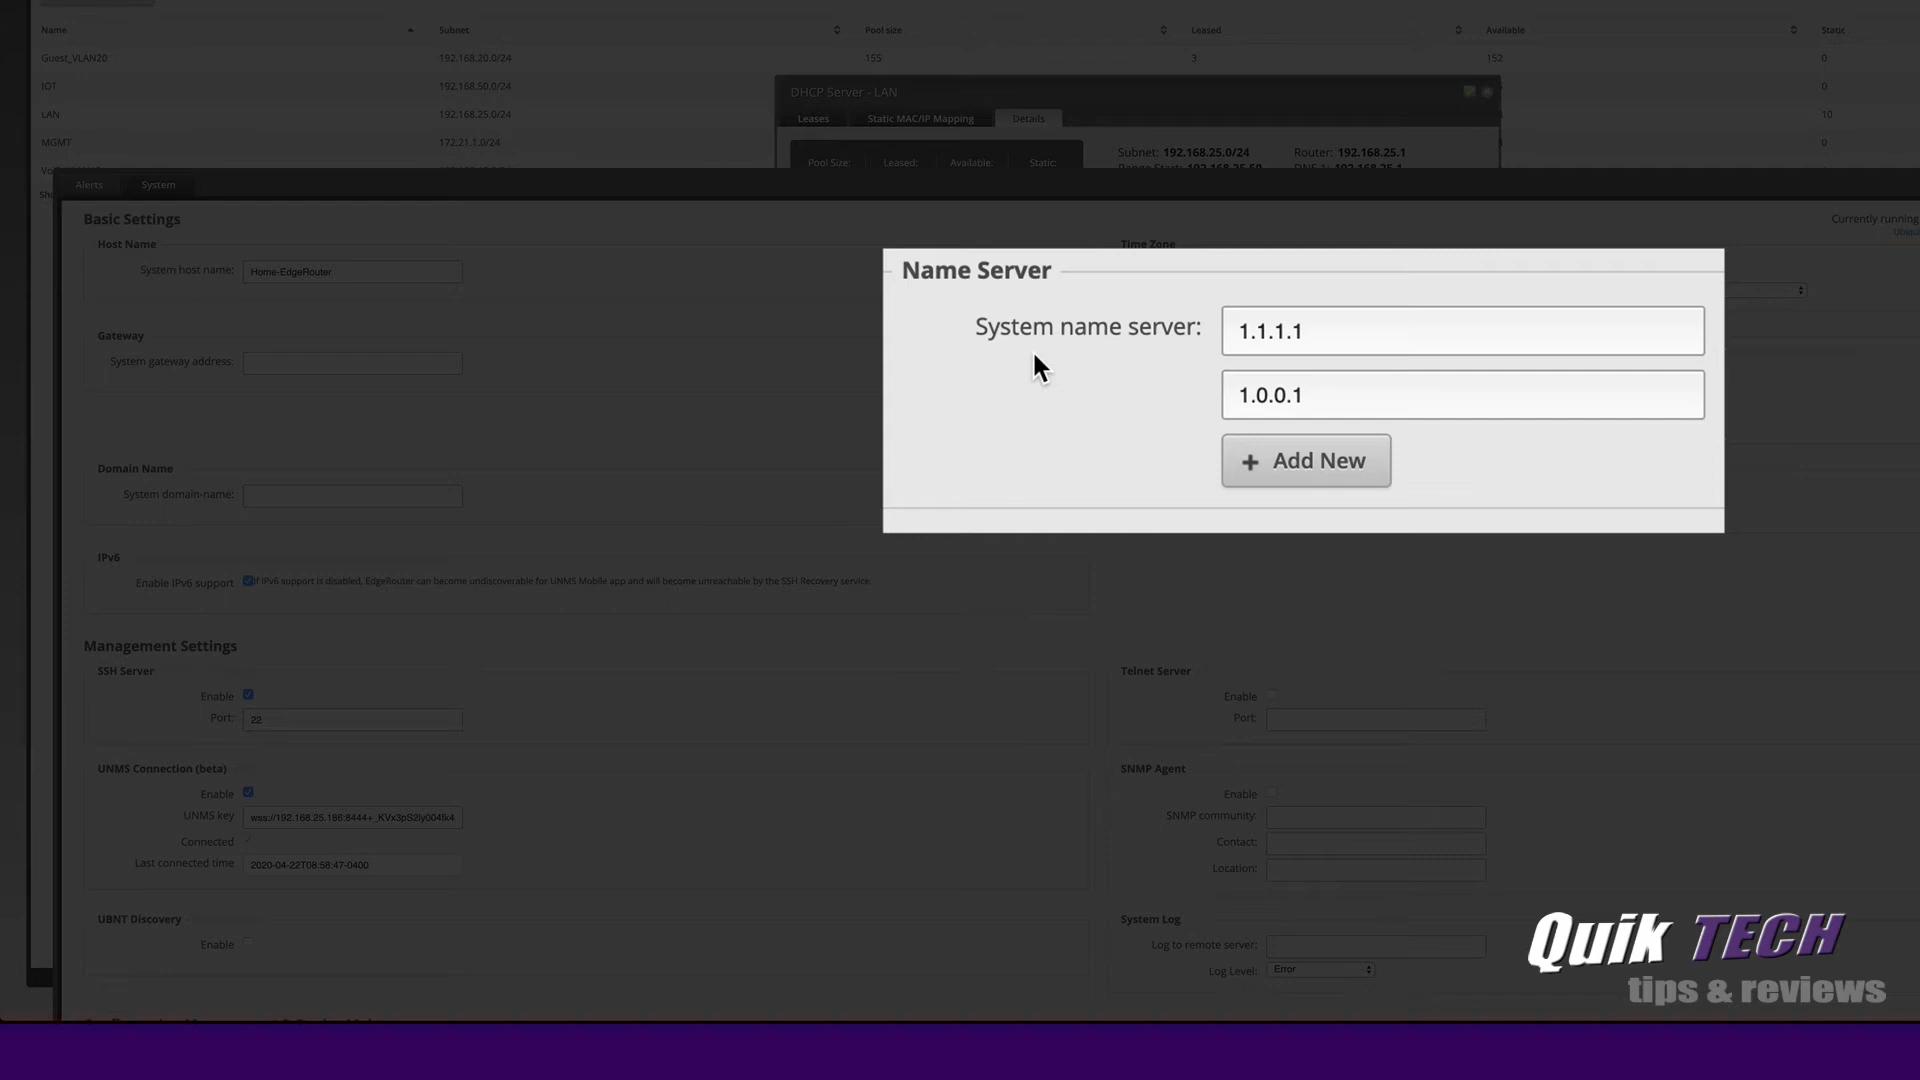 Name Subnet Pool size Leased Available Static
Guest_VLAN20 192.168.20.0/24 155 3 152 0
IOT 192.168.50.0/24 0
LAN 192.168.25.0/24 10
MGMT 172.21.1.0/24 0
DHCP Server - LAN
Leases Static MAC/IP Mapping Details
Pool Size: Leased: Available: Static:
Subnet: 192.168.25.0/24 Router: 192.168.25.1
Alerts System
Basic Settings
Currently running
Host Name
System host name: Home-EdgeRouter
Time Zone
Name Server
System name server: 1.1.1.1
1.0.0.1
+ Add New
Gateway
System gateway address:
Domain Name
System domain-name:
IPv6
Enable IPv6 support If IPv6 support is disabled, EdgeRouter can become undiscoverable for UNMS Mobile app and will become unreachable by the SSH Recovery service.
Management Settings
SSH Server
Enable
Port: 22
Telnet Server
Enable
Port:
UNMS Connection (beta)
Enable
UNMS key
Connected
Last connected time 2020-04-22T08:58:47-0400
SNMP Agent
Enable
SNMP community:
Contact:
Location:
UBNT Discovery
Enable
System Log
Log to remote server:
Log Level: Error
Quik TECH
tips & reviews